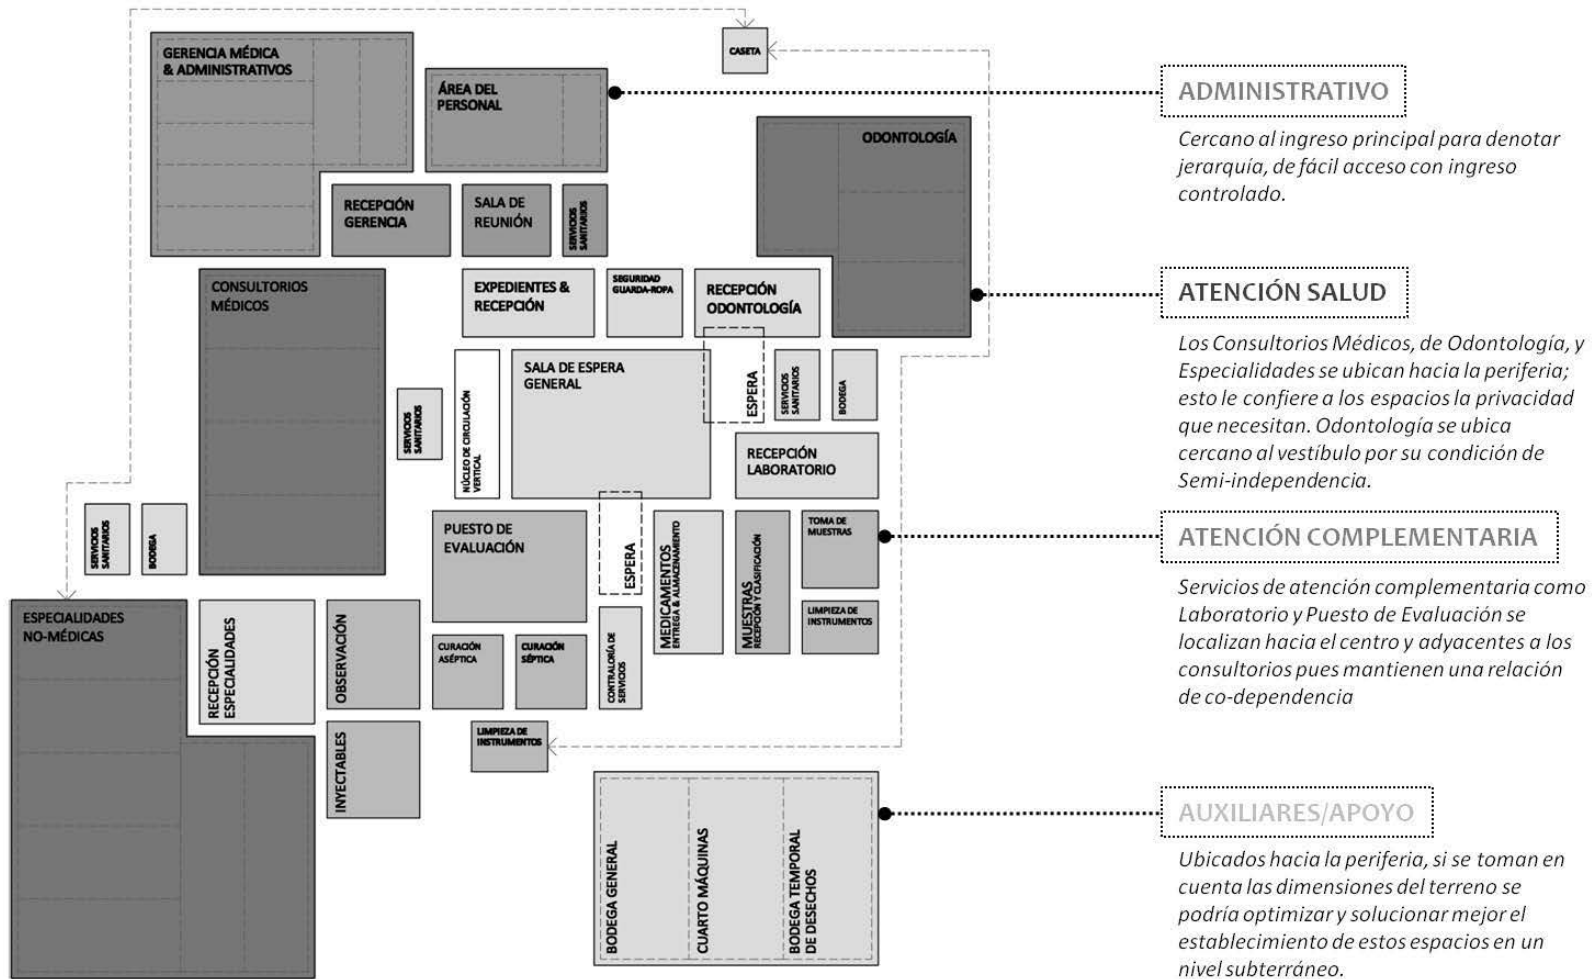 CASETA
GERENCIA MÉDICA
& ADMINISTRATIVOS
ÁREA DEL
PERSONAL
ODONTOLOGÍA
RECEPCIÓN
GERENCIA
SALA DE
REUNIÓN
SERVICIOS
SANITARIOS
CONSULTORIOS
MÉDICOS
EXPEDIENTES &
RECEPCIÓN
SEGURIDAD
GUARDA-ROPA
RECEPCIÓN
ODONTOLOGÍA
SERVICIOS
SANITARIOS
NÚCLEO DE CIRCULACIÓN
VERTICAL
SALA DE ESPERA
GENERAL
ESPERA
SERVICIOS
SANITARIOS
BODEGA
RECEPCIÓN
LABORATORIO
SERVICIOS
SANITARIOS
BODEGA
PUESTO DE
EVALUACIÓN
ESPERA
MEDICAMENTOS
ENTREGA & ALMACENAMIENTO
MUESTRAS
RECEPCIÓN Y CLASIFICACIÓN
TOMA DE
MUESTRAS
LIMPIEZA DE
INSTRUMENTOS
ESPECIALIDADES
NO-MÉDICAS
RECEPCIÓN
ESPECIALIDADES
OBSERVACIÓN
CURACIÓN
ASÉPTICA
CURACIÓN
SÉPTICA
CONTRALORÍA DE
SERVICIOS
INYECTABLES
LIMPIEZA DE
INSTRUMENTOS
BODEGA GENERAL
CUARTO MÁQUINAS
BODEGA TEMPORAL
DE DESECHOS
ADMINISTRATIVO
Cercano al ingreso principal para denotar
jerarquía, de fácil acceso con ingreso
controlado.
ATENCIÓN SALUD
Los Consultorios Médicos, de Odontología, y
Especialidades se ubican hacia la periferia;
esto le confiere a los espacios la privacidad
que necesitan. Odontología se ubica
cercano al vestíbulo por su condición de
Semi-independencia.
ATENCIÓN COMPLEMENTARIA
Servicios de atención complementaria como
Laboratorio y Puesto de Evaluación se
localizan hacia el centro y adyacentes a los
consultorios pues mantienen una relación
de co-dependencia
AUXILIARES/APOYO
Ubicados hacia la periferia, si se toman en
cuenta las dimensiones del terreno se
podría optimizar y solucionar mejor el
establecimiento de estos espacios en un
nivel subterráneo.